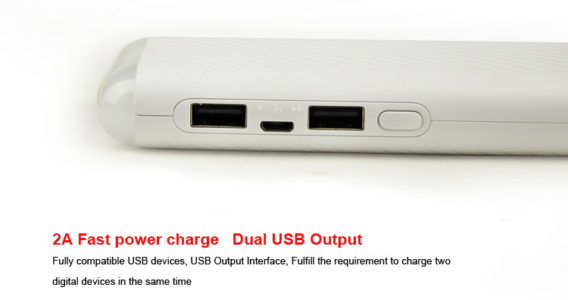 in
2A Fast power charge Dual USB Output
Fully compatible USB devices, USB Output Interface, Fulfill the requirement to charge two
digital devices in the same time